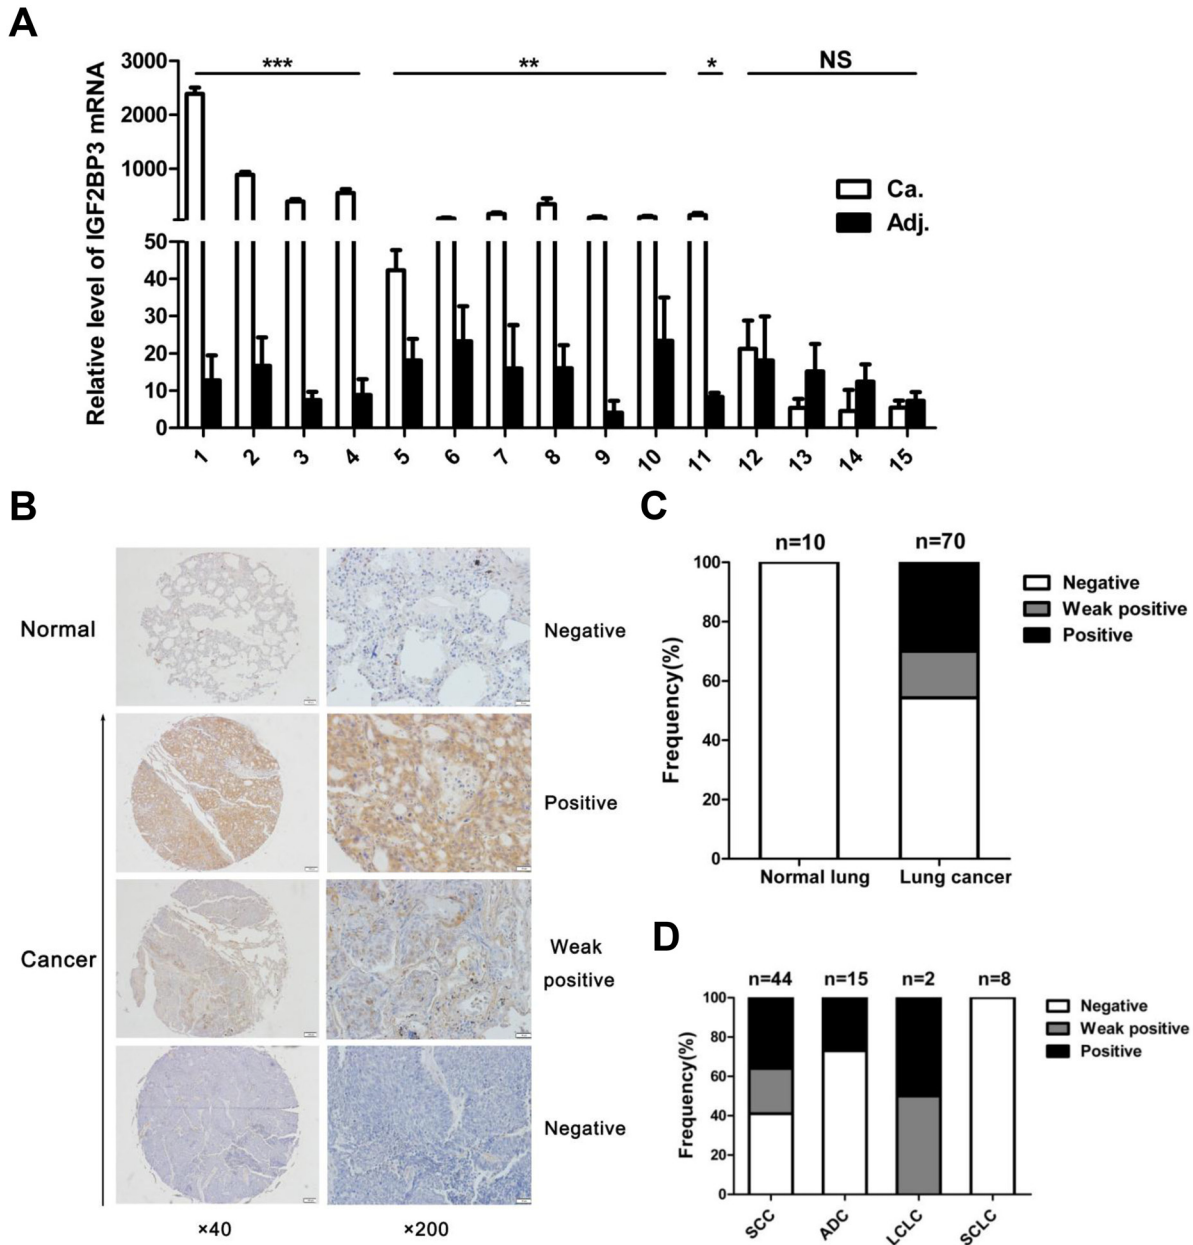 A
Relative level of IGF2BP3 mRNA
3000
2000
1000
50
40
30
20
10
0
***
**
*
NS
Ca.
Adj.
1
2
3
4
5
6
7
8
9
10
11
12
13
14
15
B
Normal
Negative
Positive
Cancer
Weak
positive
Negative
×40
×200
C
n=10
n=70
Frequency(%)
100
80
60
40
20
0
Normal lung
Lung cancer
Negative
Weak positive
Positive
D
n=44
n=15
n=2
n=8
Frequency(%)
100
80
60
40
20
0
SCC
ADC
LCLC
SCLC
Negative
Weak positive
Positive